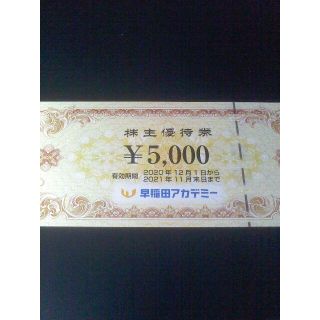 株主優待券
¥5,000
有効期間 2020年12月1日から
2021年11月末日まで
早稲田アカデミー